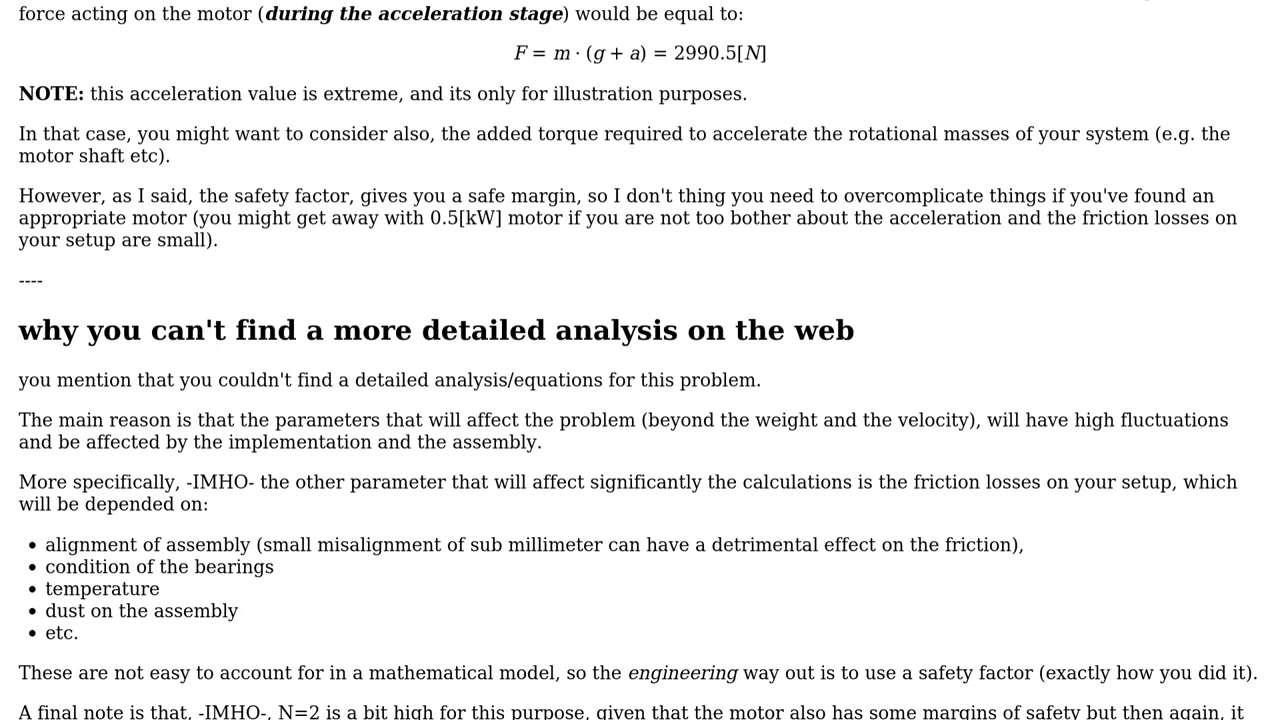 force acting on the motor (during the acceleration stage) would be equal to:
F = m · (g + a) = 2990.5[N]
NOTE: this acceleration value is extreme, and its only for illustration purposes.
In that case, you might want to consider also, the added torque required to accelerate the rotational masses of your system (e.g. the
motor shaft etc).
However, as I said, the safety factor, gives you a safe margin, so I don't thing you need to overcomplicate things if you've found an
appropriate motor (you might get away with 0.5[kW] motor if you are not too bother about the acceleration and the friction losses on
your setup are small).
----
why you can't find a more detailed analysis on the web
you mention that you couldn't find a detailed analysis/equations for this problem.
The main reason is that the parameters that will affect the problem (beyond the weight and the velocity), will have high fluctuations
and be affected by the implementation and the assembly.
More specifically, -IMHO- the other parameter that will affect significantly the calculations is the friction losses on your setup, which
will be depended on:
• alignment of assembly (small misalignment of sub millimeter can have a detrimental effect on the friction),
• condition of the bearings
• temperature
• dust on the assembly
• etc.
These are not easy to account for in a mathematical model, so the engineering way out is to use a safety factor (exactly how you did it).
A final note is that, -IMHO-, N=2 is a bit high for this purpose, given that the motor also has some margins of safety but then again, it